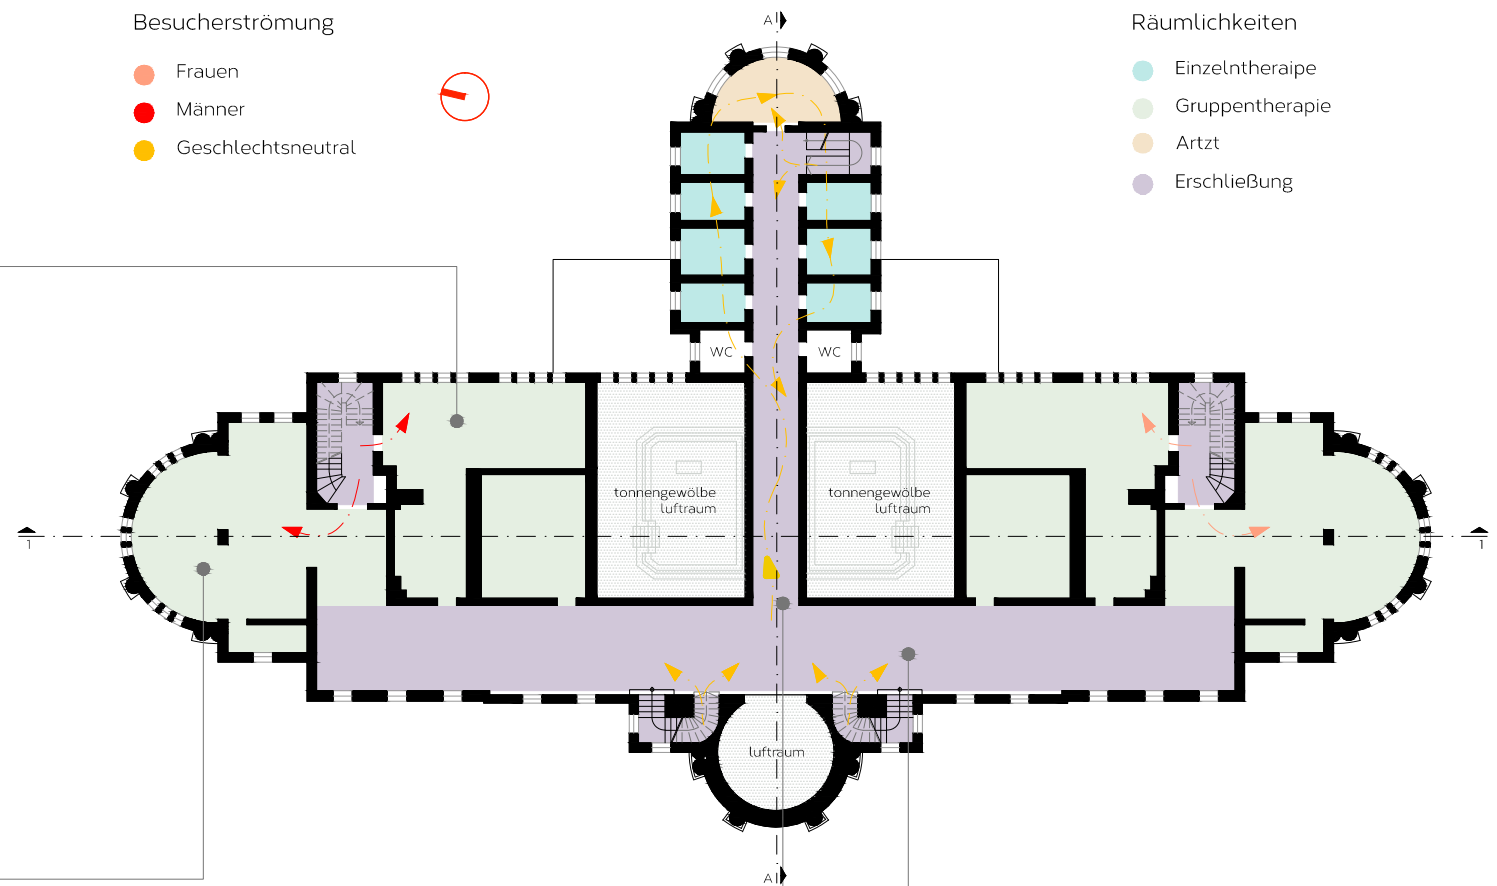 Besucherströmung
Frauen
Männer
Geschlechtsneutral
A
Räumlichkeiten
Einzelntheraipe
Gruppentherapie
Artzt
Erschließung
WC
WC
tonnengewölbe
luftraum
tonnengewölbe
luftraum
1
1
luftraum
A